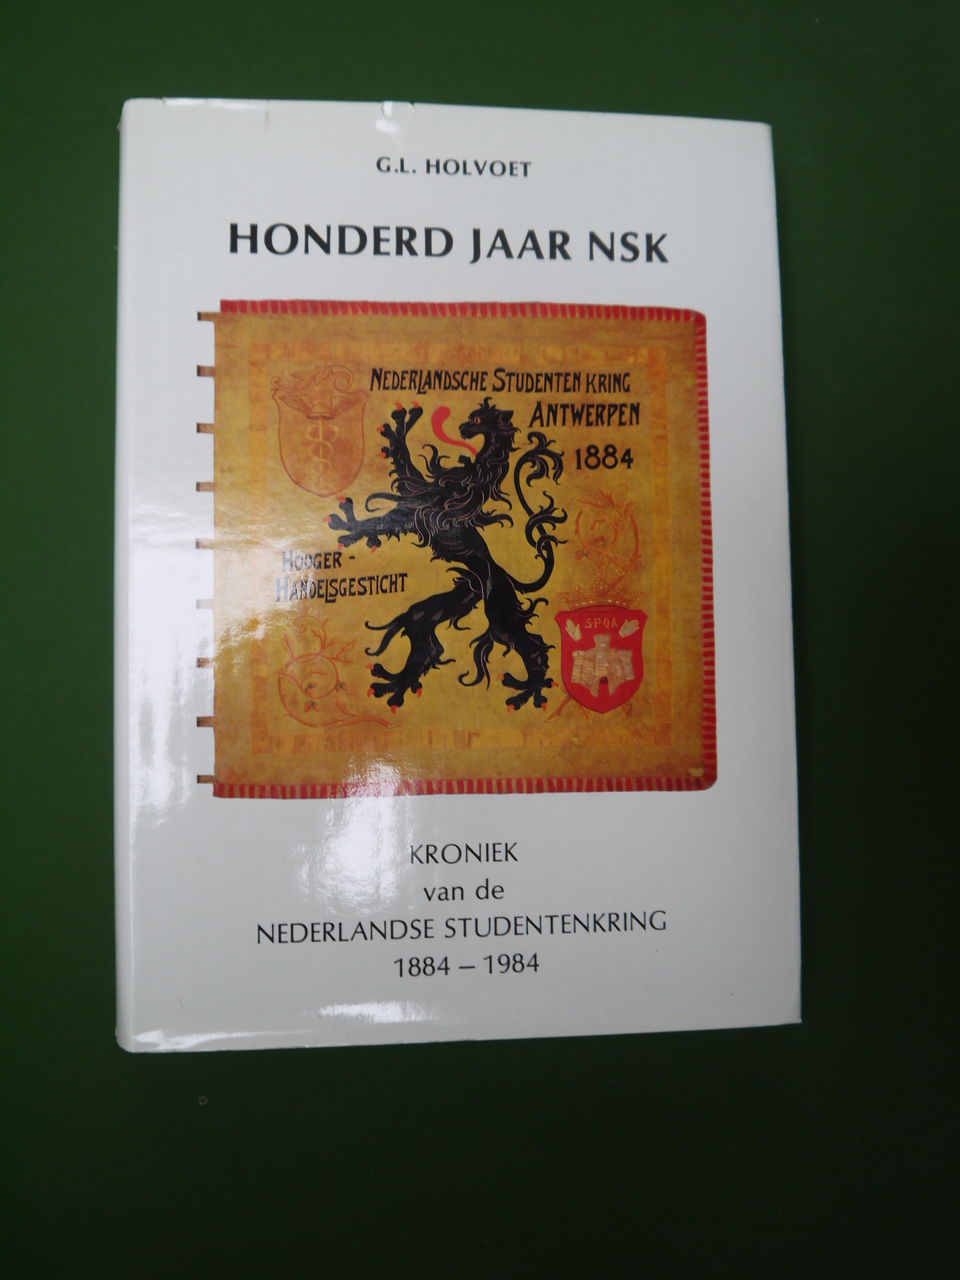 G.L. HOLVOET
HONDERD JAAR NSK
NEDERLANDSCHE STUDENTEN KRING
ANTWERPEN
1884
HOOGER -
HANDELSGESTICHT
SPQA
KRONIEK
van de
NEDERLANDSE STUDENTENKRING
1884 – 1984